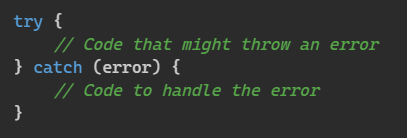 try {
    // Code that might throw an error
} catch (error) {
    // Code to handle the error
}